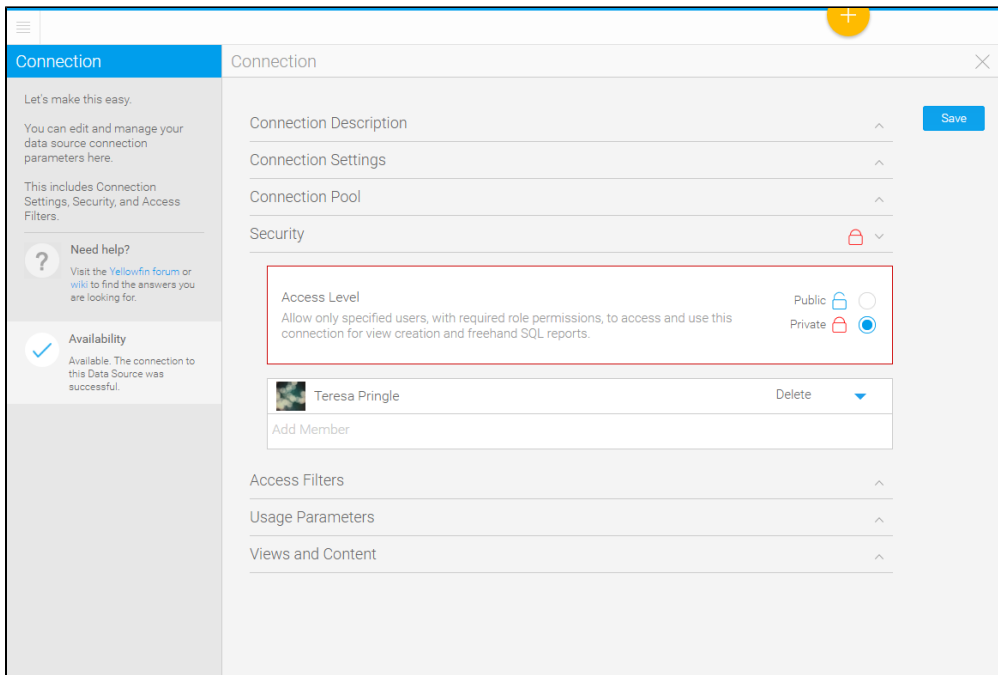 Connection
Connection
Let's make this easy.
You can edit and manage your
data source connection
parameters here.
This includes Connection
Settings, Security, and Access
Filters.
Need help?
Visit the Yellowfin forum or
wiki to find the answers you
are looking for.
Availability
Available. The connection to
this Data Source was
successful.
Save
Connection Description
Connection Settings
Connection Pool
Security
Access Level
Allow only specified users, with required role permissions, to access and use this
connection for view creation and freehand SQL reports.
Public
Private
Teresa Pringle
Delete
Add Member
Access Filters
Usage Parameters
Views and Content